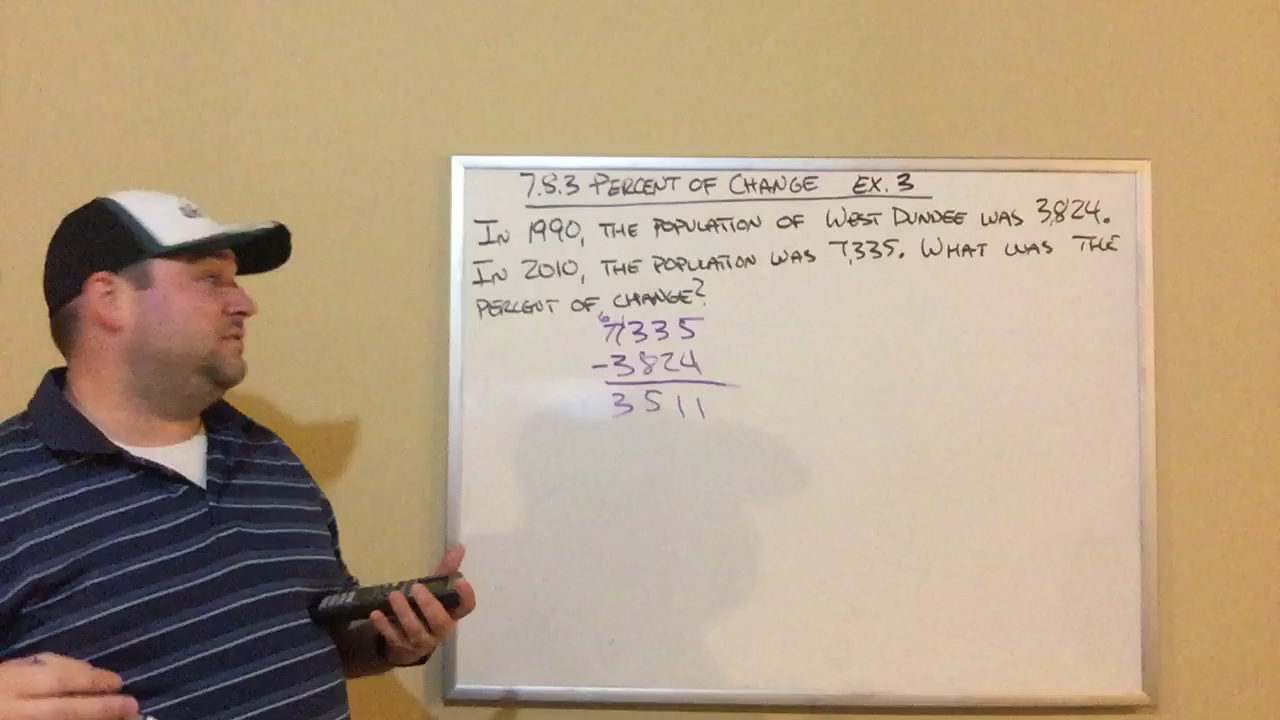 7.S.3 PERCENT OF CHANGE EX. 3
IN 1990, THE POPULATION OF WEST DUNDEE WAS 3,824.
IN 2010, THE POPULATION WAS 7,335. WHAT WAS THE
PERCENT OF CHANGE?
6 1
7335
-3824
3511